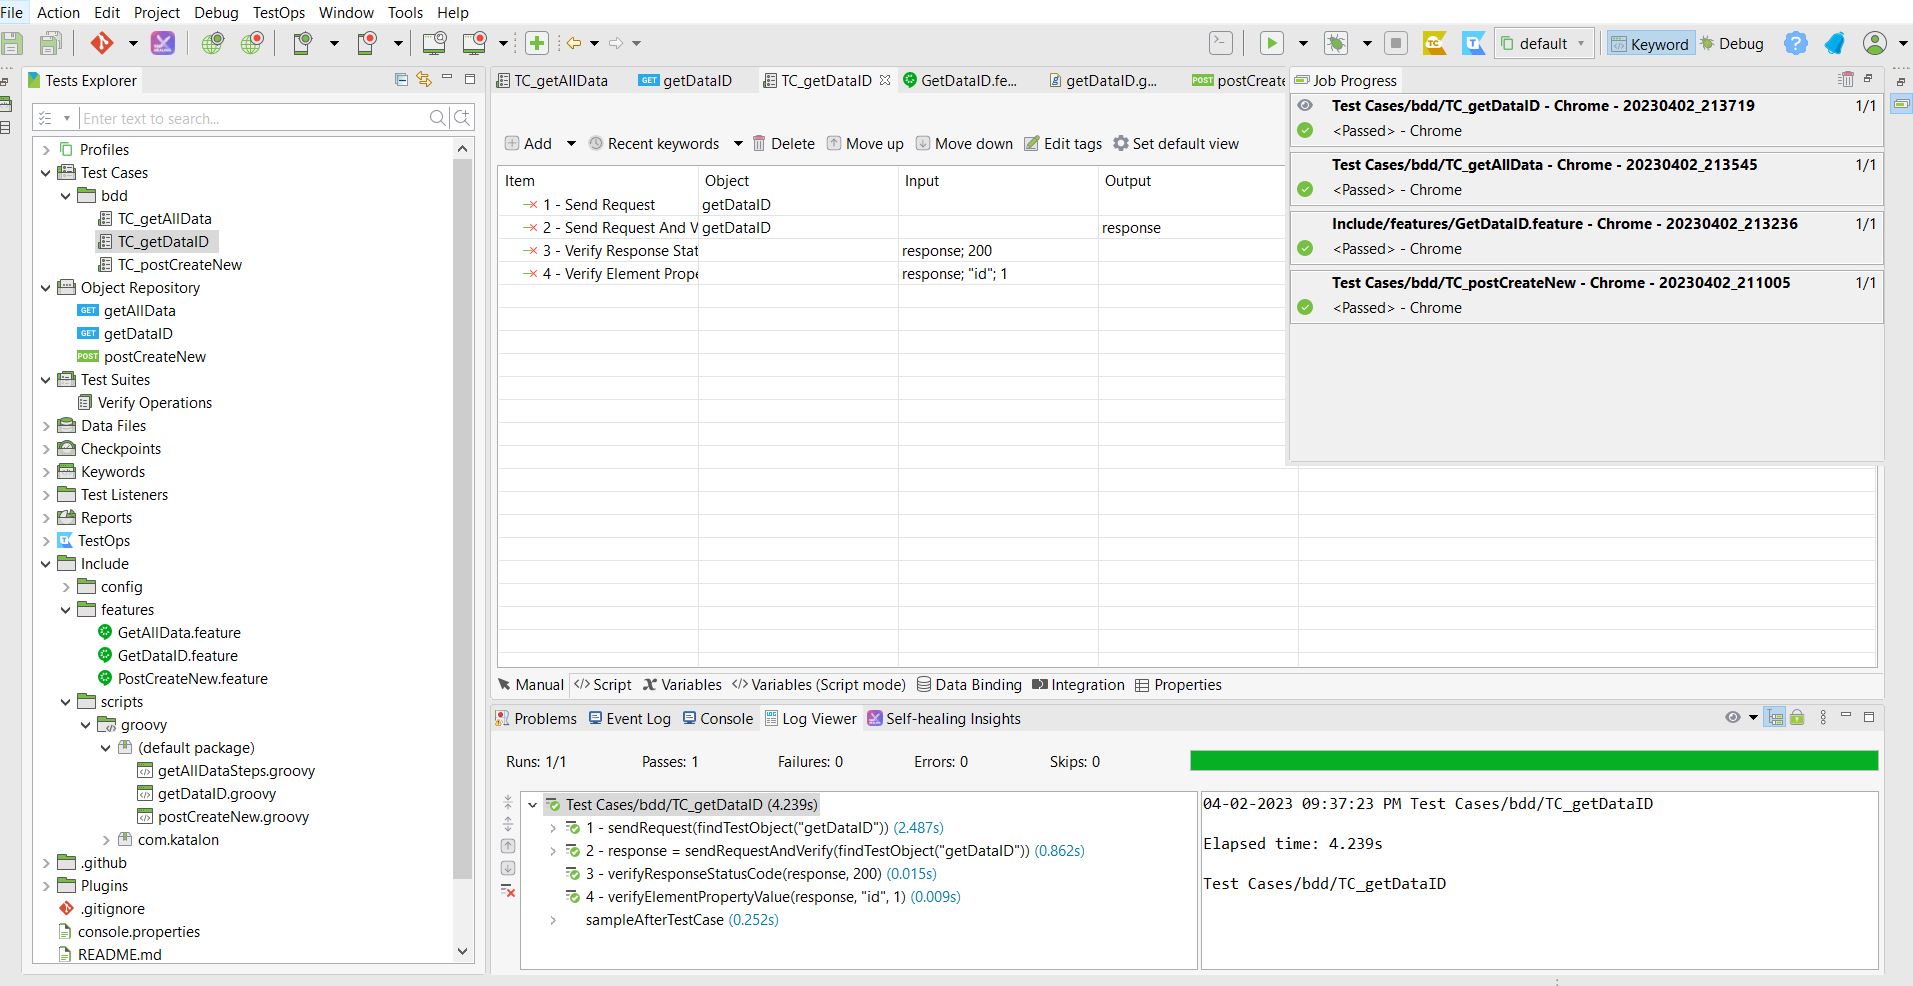 File Action Edit Project Debug TestOps Window Tools Help
default Keyword Debug
Tests Explorer
Enter text to search...
Profiles
Test Cases
bdd
TC_getAllData
TC_getDataID
TC_postCreateNew
Object Repository
GET getAllData
GET getDataID
POST postCreateNew
Test Suites
Verify Operations
Data Files
Checkpoints
Keywords
Test Listeners
Reports
TestOps
Include
config
features
GetAllData.feature
GetDataID.feature
PostCreateNew.feature
scripts
groovy
(default package)
getAllDataSteps.groovy
getDataID.groovy
postCreateNew.groovy
com.katalon
.github
Plugins
.gitignore
console.properties
README.md
TC_getAllData GET getDataID TC_getDataID GetDataID.fe... getDataID.g... POST postCreate
Add Recent keywords Delete Move up Move down Edit tags Set default view
Item Object Input Output
1 - Send Request getDataID
2 - Send Request And V getDataID response
3 - Verify Response Stat response; 200
4 - Verify Element Prope response; "id"; 1
Job Progress
Test Cases/bdd/TC_getDataID - Chrome - 20230402_213719 1/1
<Passed> - Chrome
Test Cases/bdd/TC_getAllData - Chrome - 20230402_213545 1/1
<Passed> - Chrome
Include/features/GetDataID.feature - Chrome - 20230402_213236 1/1
<Passed> - Chrome
Test Cases/bdd/TC_postCreateNew - Chrome - 20230402_211005 1/1
<Passed> - Chrome
Manual Script Variables Variables (Script mode) Data Binding Integration Properties
Problems Event Log Console Log Viewer Self-healing Insights
Runs: 1/1 Passes: 1 Failures: 0 Errors: 0 Skips: 0
Test Cases/bdd/TC_getDataID (4.239s)
1 - sendRequest(findTestObject("getDataID")) (2.487s)
2 - response = sendRequestAndVerify(findTestObject("getDataID")) (0.862s)
3 - verifyResponseStatusCode(response, 200) (0.015s)
4 - verifyElementPropertyValue(response, "id", 1) (0.009s)
sampleAfterTestCase (0.252s)
04-02-2023 09:37:23 PM Test Cases/bdd/TC_getDataID
Elapsed time: 4.239s
Test Cases/bdd/TC_getDataID